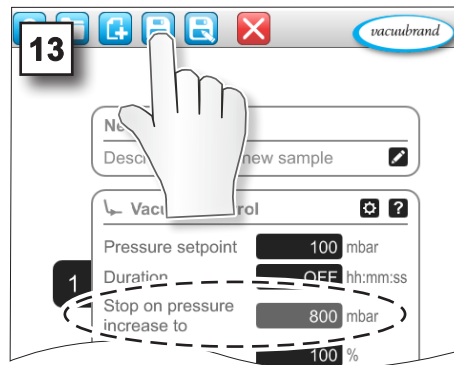 13
vacuubrand
Ne
Desc new sample
Vacu rol
? 
Pressure setpoint 100 mbar
1
Duration OFF hh:mm:ss
Stop on pressure
increase to
800 mbar
100 %